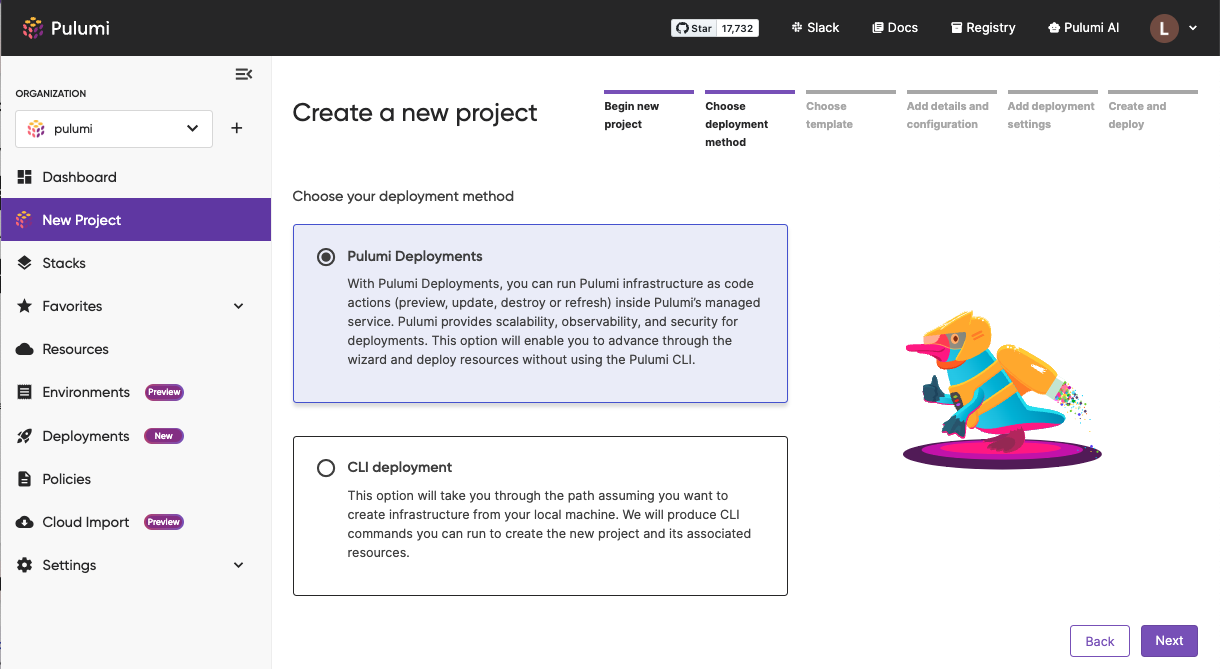 Pulumi
Star 17,732
Slack
Docs
Registry
Pulumi AI
L
ORGANIZATION
pulumi
Dashboard
New Project
Stacks
Favorites
Resources
Environments Preview
Deployments New
Policies
Cloud Import Preview
Settings
Create a new project
Begin new
project
Choose
deployment
method
Choose
template
Add details and
configuration
Add deployment
settings
Create and
deploy
Choose your deployment method
Pulumi Deployments
With Pulumi Deployments, you can run Pulumi infrastructure as code
actions (preview, update, destroy or refresh) inside Pulumi's managed
service. Pulumi provides scalability, observability, and security for
deployments. This option will enable you to advance through the
wizard and deploy resources without using the Pulumi CLI.
CLI deployment
This option will take you through the path assuming you want to
create infrastructure from your local machine. We will produce CLI
commands you can run to create the new project and its associated
resources.
Back
Next